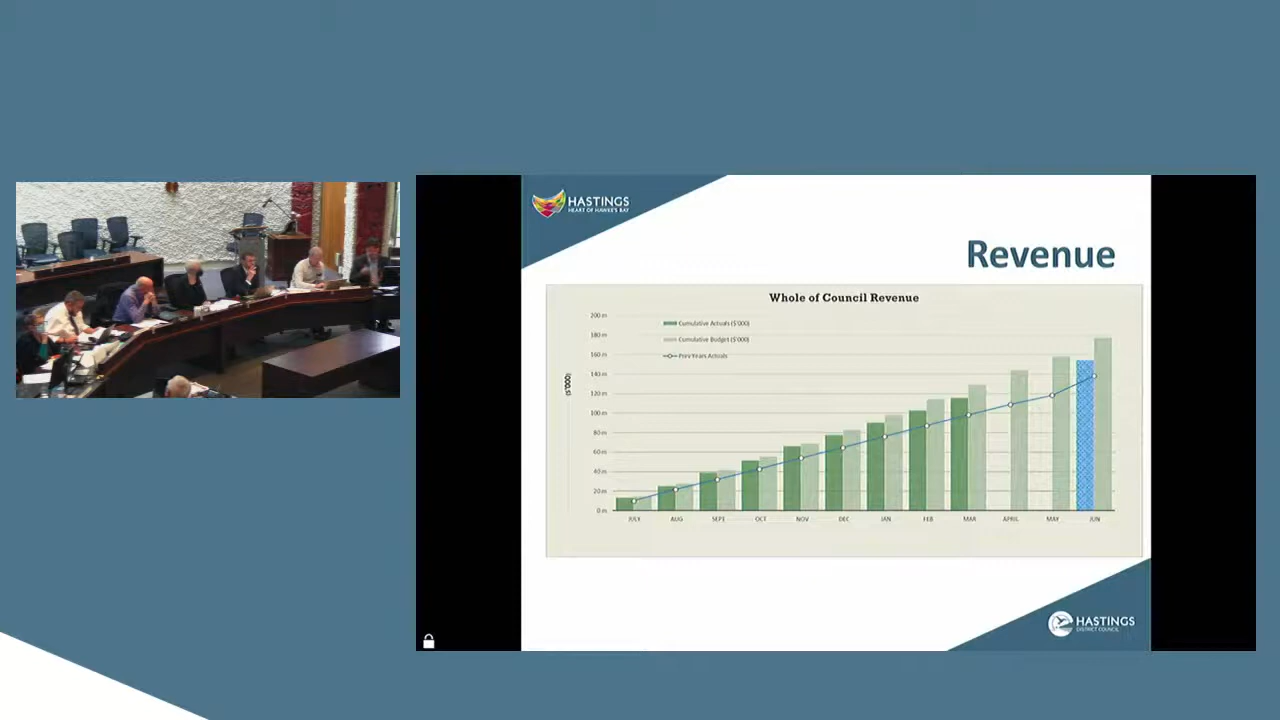 HASTINGS
HEART OF HAWKE'S BAY
Revenue
Whole of Council Revenue
200 m
180 m
160 m
140 m
120 m
100 m
80 m
60 m
40 m
20 m
0 m
($'000)
Cumulative Actuals ($'000)
Cumulative Budget ($'000)
Prev Years Actuals
JULY AUG SEPT OCT NOV DEC JAN FEB MAR APRIL MAY JUN
HASTINGS
DISTRICT COUNCIL